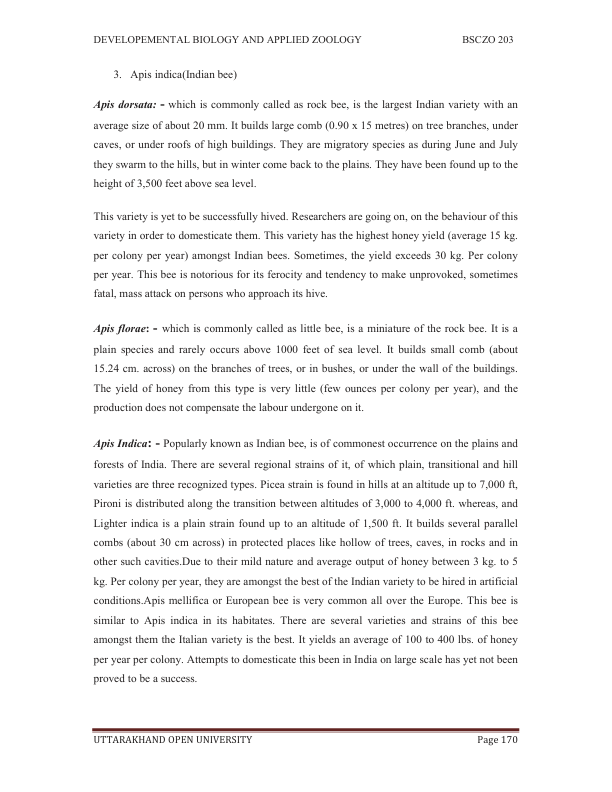 DEVELOPEMENTAL BIOLOGY AND APPLIED ZOOLOGY BSCZO 203
3. Apis indica(Indian bee)
Apis dorsata: - which is commonly called as rock bee, is the largest Indian variety with an
average size of about 20 mm. It builds large comb (0.90 x 15 metres) on tree branches, under
caves, or under roofs of high buildings. They are migratory species as during June and July
they swarm to the hills, but in winter come back to the plains. They have been found up to the
height of 3,500 feet above sea level.
This variety is yet to be successfully hived. Researchers are going on, on the behaviour of this
variety in order to domesticate them. This variety has the highest honey yield (average 15 kg.
per colony per year) amongst Indian bees. Sometimes, the yield exceeds 30 kg. Per colony
per year. This bee is notorious for its ferocity and tendency to make unprovoked, sometimes
fatal, mass attack on persons who approach its hive.
Apis florae: - which is commonly called as little bee, is a miniature of the rock bee. It is a
plain species and rarely occurs above 1000 feet of sea level. It builds small comb (about
15.24 cm. across) on the branches of trees, or in bushes, or under the wall of the buildings.
The yield of honey from this type is very little (few ounces per colony per year), and the
production does not compensate the labour undergone on it.
Apis Indica: - Popularly known as Indian bee, is of commonest occurrence on the plains and
forests of India. There are several regional strains of it, of which plain, transitional and hill
varieties are three recognized types. Picea strain is found in hills at an altitude up to 7,000 ft,
Pironi is distributed along the transition between altitudes of 3,000 to 4,000 ft. whereas, and
Lighter indica is a plain strain found up to an altitude of 1,500 ft. It builds several parallel
combs (about 30 cm across) in protected places like hollow of trees, caves, in rocks and in
other such cavities.Due to their mild nature and average output of honey between 3 kg. to 5
kg. Per colony per year, they are amongst the best of the Indian variety to be hired in artificial
conditions.Apis mellifica or European bee is very common all over the Europe. This bee is
similar to Apis indica in its habitates. There are several varieties and strains of this bee
amongst them the Italian variety is the best. It yields an average of 100 to 400 lbs. of honey
per year per colony. Attempts to domesticate this been in India on large scale has yet not been
proved to be a success.
UTTARAKHAND OPEN UNIVERSITY Page 170